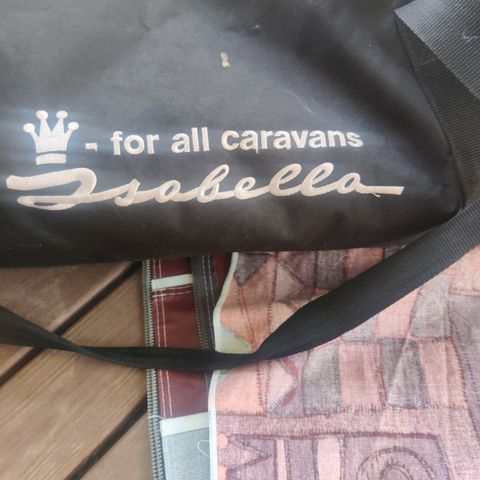 - for all caravans
Isabella